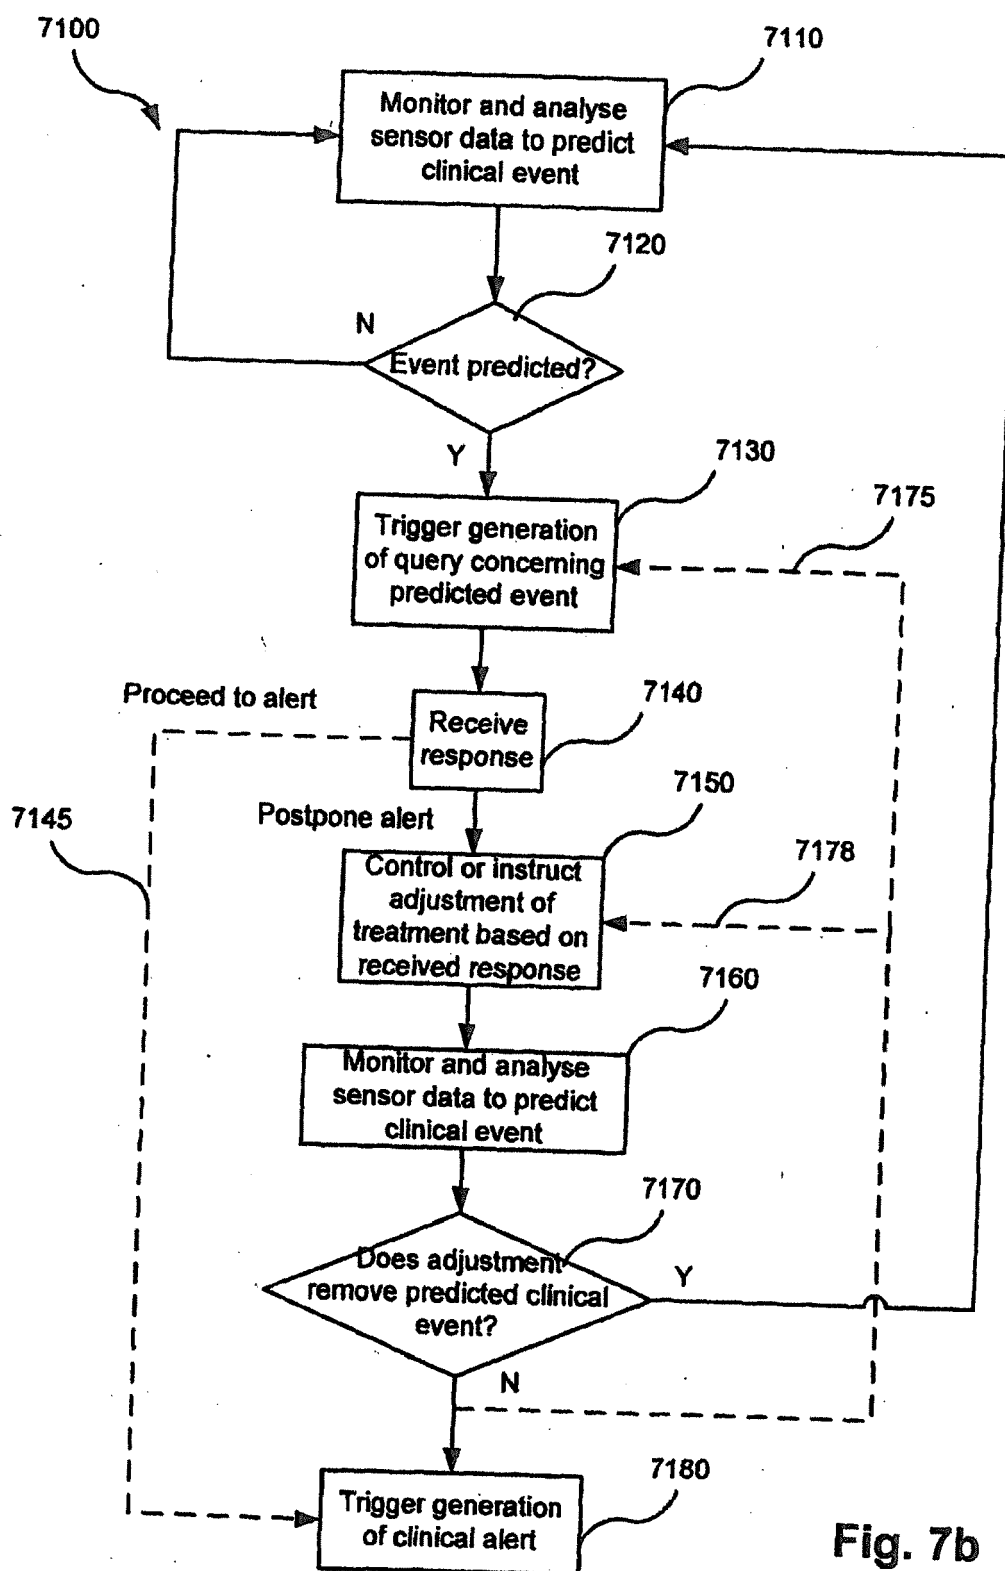 7100
7110
Monitor and analyse
sensor data to predict
clinical event
7120
N
Event predicted?
Y
7130
7175
Trigger generation
of query concerning
predicted event
Proceed to alert
7140
Receive
response
7145
Postpone alert
7150
7178
Control or instruct
adjustment of
treatment based on
received response
7160
Monitor and analyse
sensor data to predict
clinical event
7170
Does adjustment
remove predicted clinical
event?
Y
N
7180
Trigger generation
of clinical alert
Fig. 7b